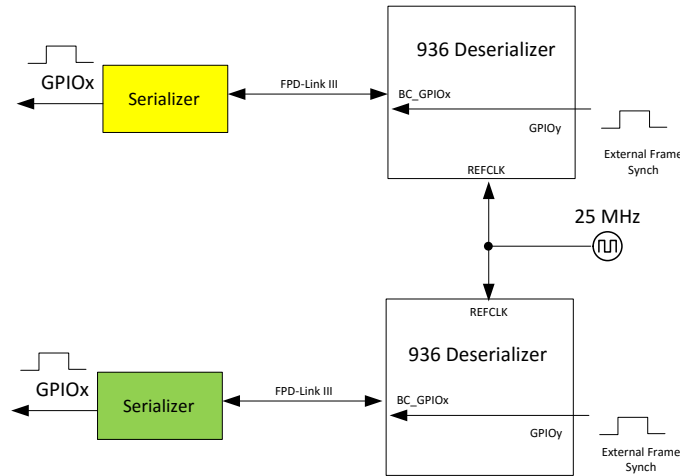 936 Deserializer
GPIOx
Serializer
FPD-Link III
BC_GPIOx
GPIOy
External Frame
Synch
REFCLK
25 MHz
REFCLK
936 Deserializer
GPIOx
Serializer
FPD-Link III
BC_GPIOx
GPIOy
External Frame
Synch